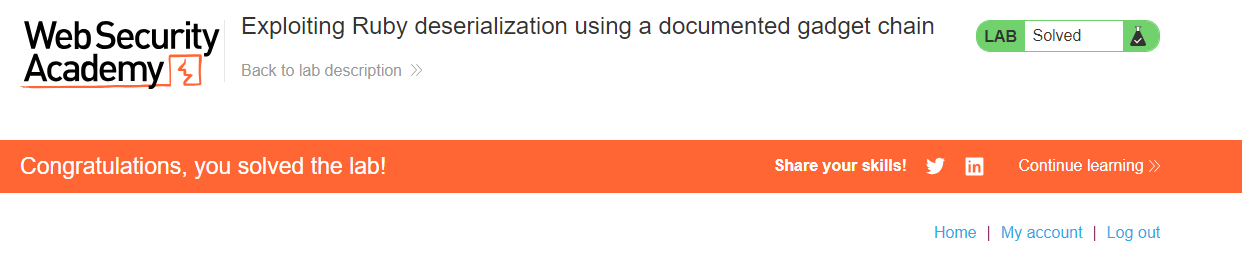 Web Security
Academy
Exploiting Ruby deserialization using a documented gadget chain
Back to lab description
LAB Solved
Congratulations, you solved the lab!
Share your skills! Continue learning
Home | My account | Log out